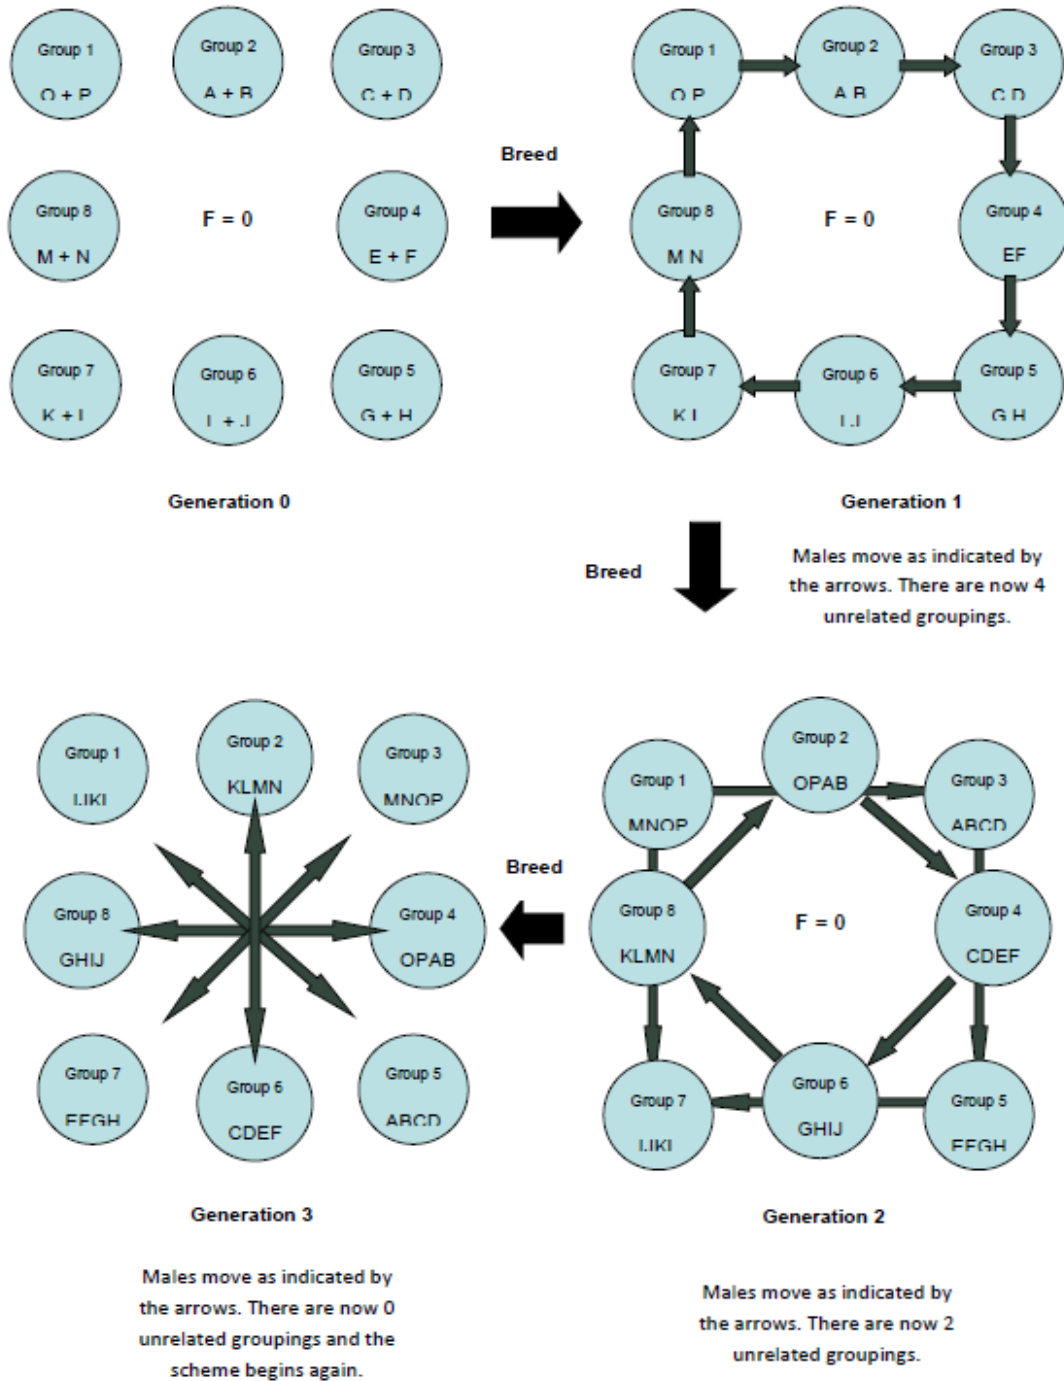 Group 1
O + P
Group 2
A + B
Group 3
C + D
Group 8
M + N
F = 0
Group 4
E + F
Group 7
K + L
Group 6
I + J
Group 5
G + H
Generation 0
Breed
Group 1
O P
Group 2
A B
Group 3
C D
Group 8
M N
F = 0
Group 4
EF
Group 7
K L
Group 6
I J
Group 5
G H
Generation 1
Males move as indicated by
the arrows. There are now 4
unrelated groupings.
Breed
Group 1
MNOP
Group 2
OPAB
Group 3
ABCD
Group 8
KLMN
F = 0
Group 4
CDEF
Group 7
IJKL
Group 6
GHIJ
Group 5
EFGH
Generation 2
Males move as indicated by
the arrows. There are now 2
unrelated groupings.
Breed
Group 1
IJKL
Group 2
KLMN
Group 3
MNOP
Group 8
GHIJ
Group 4
OPAB
Group 7
EFGH
Group 6
CDEF
Group 5
ABCD
Generation 3
Males move as indicated by
the arrows. There are now 0
unrelated groupings and the
scheme begins again.